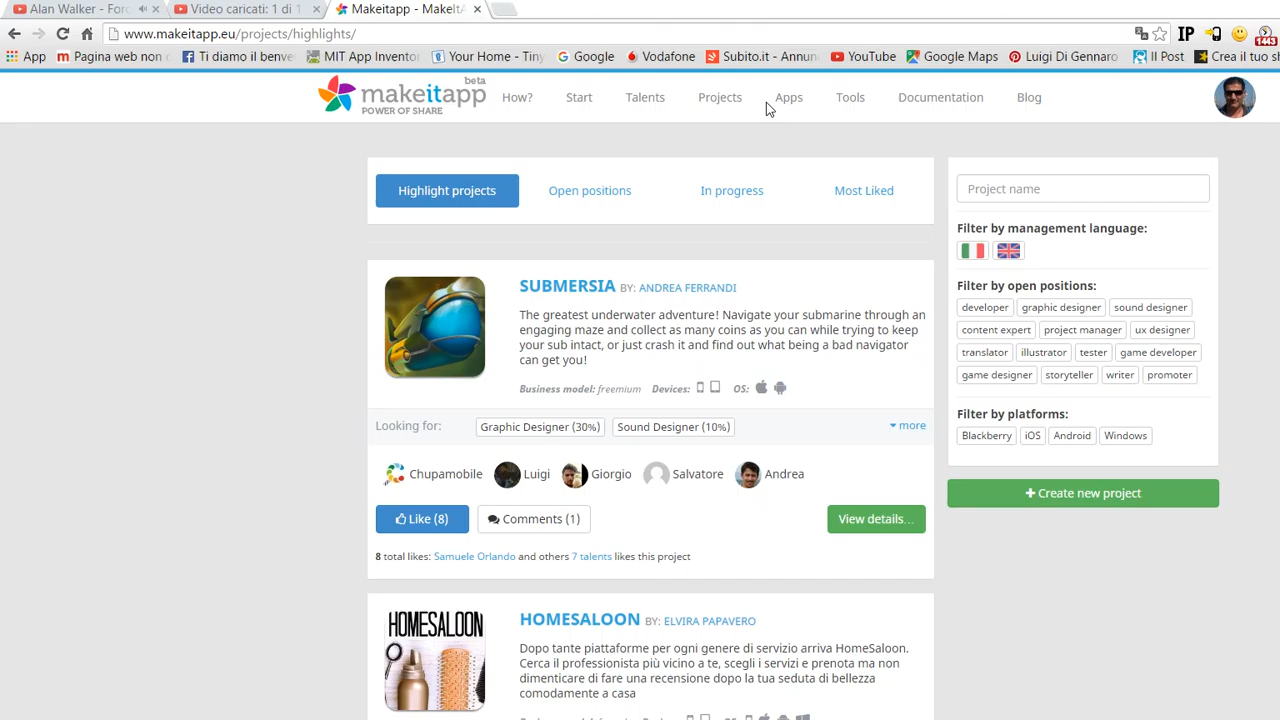 Alan Walker - Forc
Video caricati: 1 di 1
Makeitapp - MakeItA
www.makeitapp.eu/projects/highlights/
IP
1443
App
Pagina web non
Ti diamo il benve
MIT App Inventor
Your Home - Tiny
Google
Vodafone
Subito.it - Annun
YouTube
Google Maps
Luigi Di Gennaro
Il Post
Crea il tuo s
makeitapp beta
POWER OF SHARE
How?
Start
Talents
Projects
Apps
Tools
Documentation
Blog
Highlight projects
Open positions
In progress
Most Liked
SUBMERSIA BY: ANDREA FERRANDI
The greatest underwater adventure! Navigate your submarine through an
engaging maze and collect as many coins as you can while trying to keep
your sub intact, or just crash it and find out what being a bad navigator
can get you!
Business model: freemium Devices: OS:
Looking for: Graphic Designer (30%) Sound Designer (10%) more
Chupamobile Luigi Giorgio Salvatore Andrea
Like (8) Comments (1) View details...
8 total likes: Samuele Orlando and others 7 talents likes this project
HOMESALOON
HOMESALOON BY: ELVIRA PAPAVERO
Dopo tante piattaforme per ogni genere di servizio arriva HomeSaloon.
Cerca il professionista più vicino a te, scegli i servizi e prenota ma non
dimenticare di fare una recensione dopo la tua seduta di bellezza
comodamente a casa
Project name
Filter by management language:
Filter by open positions:
developer graphic designer sound designer
content expert project manager ux designer
translator illustrator tester game developer
game designer storyteller writer promoter
Filter by platforms:
Blackberry iOS Android Windows
Create new project